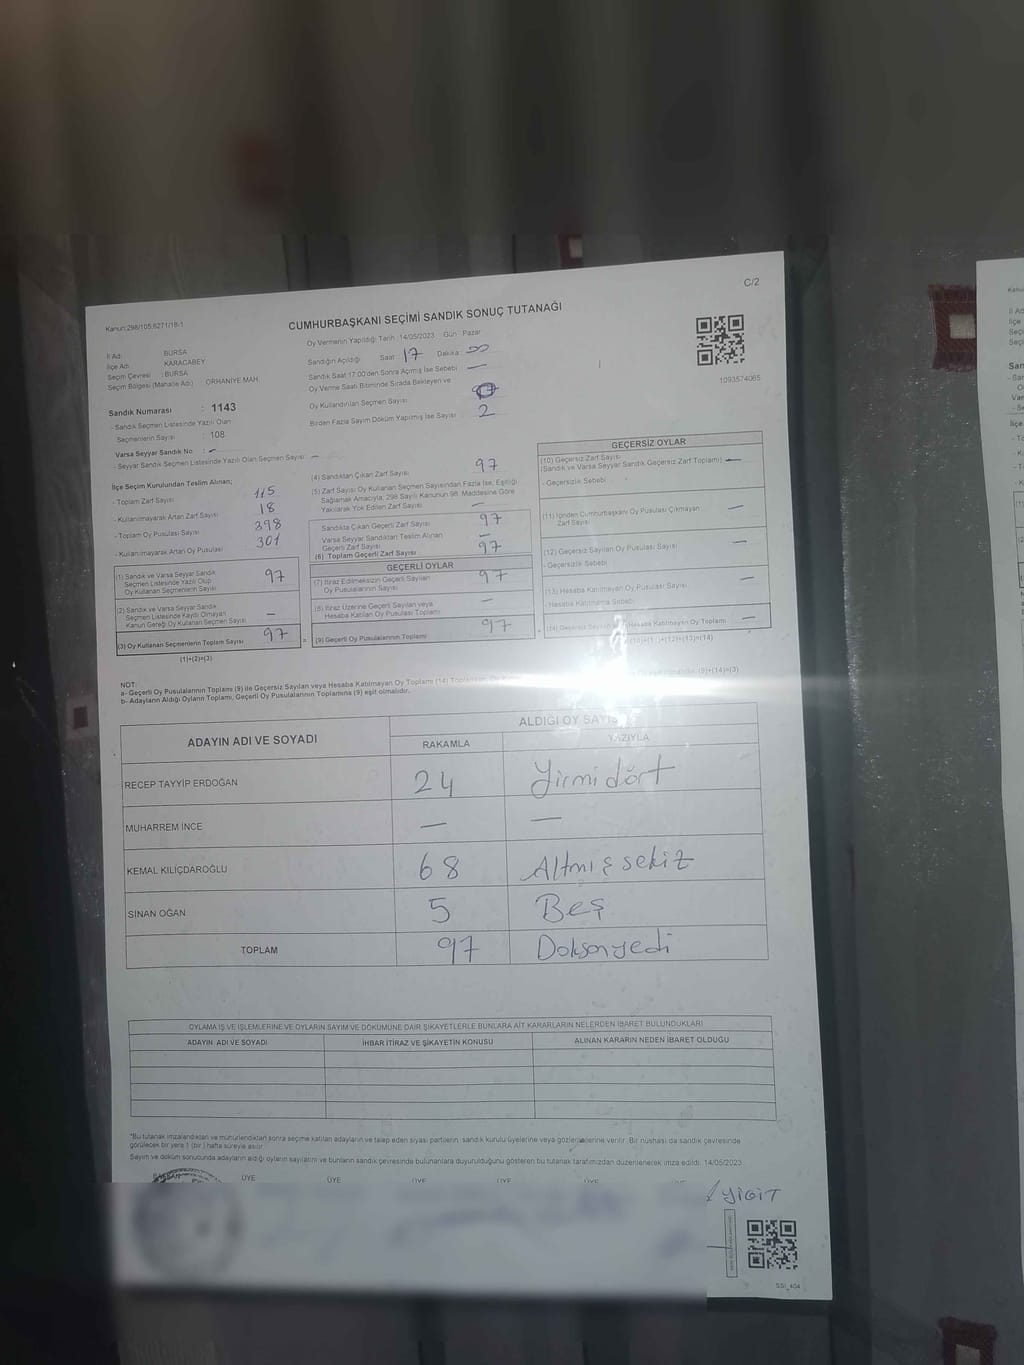 C/2
Kanun:298/105;6271/18-1
CUMHURBAŞKANI SEÇİMİ SANDIK SONUÇ TUTANAĞI
İl Adı : BURSA
İlçe Adı : KARACABEY
Seçim Çevresi : BURSA
Seçim Bölgesi (Mahalle Adı) ORHANİYE MAH
Oy Vermenin Yapıldığı Tarih :14/05/2023 Gün : Pazar
Sandığın Açıldığı Saat : 17 Dakika : 00
Sandık Saat 17:00'den Sonra Açılmış İse Sebebi : —
Oy Verme Saati Bitiminde Sırada Bekleyen ve
Oy Kullandırılan Seçmen Sayısı
Birden Fazla Sayım Döküm Yapılmış İse Sayısı : 2
1093574065
Sandık Numarası : 1143
- Sandık Seçmen Listesinde Yazılı Olan
Seçmenlerin Sayısı : 108
Varsa Seyyar Sandık No : —
- Seyyar Sandık Seçmen Listesinde Yazılı Olan Seçmen Sayısı : —
İlçe Seçim Kurulundan Teslim Alınan;
- Toplam Zarf Sayısı 115
- Kullanılmayarak Artan Zarf Sayısı 18
- Toplam Oy Pusulası Sayısı 398
- Kullanılmayarak Artan Oy Pusulası 301
(1) Sandık ve Varsa Seyyar Sandık
Seçmen Listesinde Yazılı Olup
Oy Kullanan Seçmenlerin Sayısı 97
(2) Sandık ve Varsa Seyyar Sandık
Seçmen Listesinde Kaydı Olmayan
Kanun Gereği Oy Kullanan Seçmen Sayısı —
(3) Oy Kullanan Seçmenlerin Toplam Sayısı 97
(1)+(2)=(3)
(4) Sandıktan Çıkan Zarf Sayısı 97
(5) Zarf Sayısı Oy Kullanan Seçmen Sayısından Fazla İse, Eşitliği
Sağlamak Amacıyla, 298 Sayılı Kanunun 98. Maddesine Göre
Yakılarak Yok Edilen Zarf Sayısı —
Sandıkta Çıkan Geçerli Zarf Sayısı 97
Varsa Seyyar Sandıktan Teslim Alınan
Geçerli Zarf Sayısı —
(6) Toplam Geçerli Zarf Sayısı 97
GEÇERLİ OYLAR
(7) İtiraz Edilmeksizin Geçerli Sayılan
Oy Pusulalarının Sayısı 97
(8) İtiraz Üzerine Geçerli Sayılan veya
Hesaba Katılan Oy Pusulası Toplamı —
(9) Geçerli Oy Pusulalarının Toplamı 97
GEÇERSİZ OYLAR
(10) Geçersiz Zarf Sayısı
(Sandık ve Varsa Seyyar Sandık Geçersiz Zarf Toplamı) —
- Geçersizlik Sebebi :
(11) İçinden Cumhurbaşkanı Oy Pusulası Çıkmayan
Zarf Sayısı —
(12) Geçersiz Sayılan Oy Pusulası Sayısı —
- Geçersizlik Sebebi
(13) Hesaba Katılmayan Oy Pusulası Sayısı —
- Hesaba Katılmama Sebebi
(14) Geçersiz Sayılan Hesaba Katılmayan Oy Toplamı —
(10)+(11)+(12)+(13)=(14)
NOT:
a- Geçerli Oy Pusulalarının Toplamı (9) ile Geçersiz Sayılan veya Hesaba Katılmayan Oy Toplamı (14) (9)+(14)=(3)
b- Adayların Aldığı Oyların Toplamı, Geçerli Oy Pusulalarının Toplamına (9) eşit olmalıdır.
ADAYIN ADI VE SOYADI ALDIĞI OY SAYISI
RAKAMLA YAZIYLA
RECEP TAYYİP ERDOĞAN 24 Yirmi dört
MUHARREM İNCE — —
KEMAL KILIÇDAROĞLU 68 Altmış sekiz
SİNAN OĞAN 5 Beş
TOPLAM 97 Doksanyedi
OYLAMA İŞ VE İŞLEMLERİNE VE OYLARIN SAYIM VE DÖKÜMÜNE DAİR ŞİKAYETLERLE BUNLARA AİT KARARLARIN NELERDEN İBARET BULUNDUKLARI
ADAYIN ADI VE SOYADI İHBAR İTİRAZ VE ŞİKAYETİN KONUSU ALINAN KARARIN NEDEN İBARET OLDUĞU
*Bu tutanak imzalandıktan ve mühürlendikten sonra seçime katılan adayların ve talep eden siyasi partilerin sandık kurulu üyelerine veya gözlemcilerine verilir. Bir nüshası da sandık çevresinde
görülecek bir yere 1 (bir) hafta süreyle asılır.
Sayım ve döküm sonucunda adayların aldığı oyların sayılarını ve bunların sandık çevresinde bulunanlara duyurulduğunu gösteren bu tutanak tarafımızdan düzenlenerek imza edildi. 14/05/2023
BAŞKAN ÜYE ÜYE ÜYE ÜYE ÜYE
YİGİT
SSİ_404